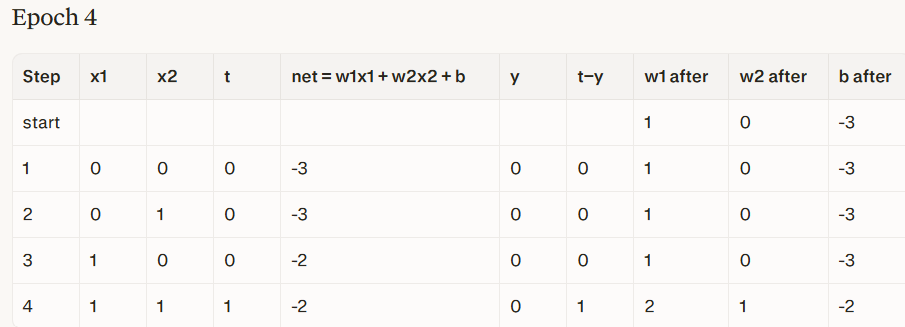 Epoch 4
Step x1 x2 t net = w1x1 + w2x2 + b y t−y w1 after w2 after b after
start 1 0 -3
1 0 0 0 -3 0 0 1 0 -3
2 0 1 0 -3 0 0 1 0 -3
3 1 0 0 -2 0 0 1 0 -3
4 1 1 1 -2 0 1 2 1 -2